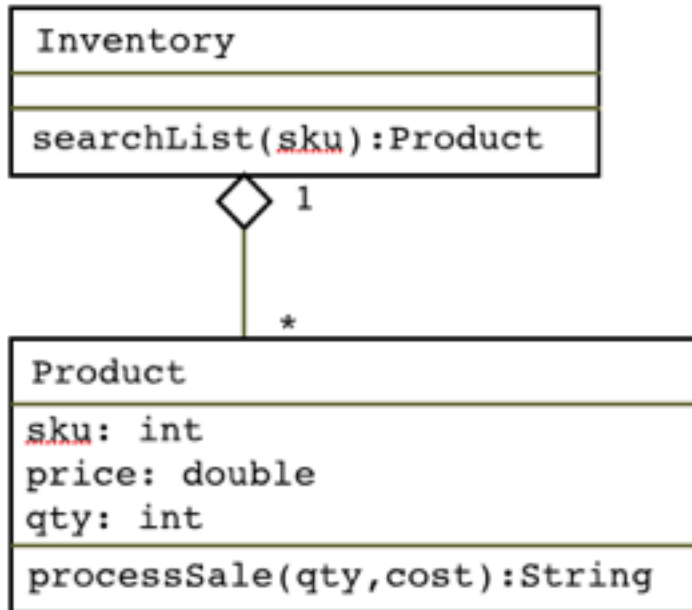 Inventory
searchList(sku):Product
1
*
Product
sku: int
price: double
qty: int
processSale(qty,cost):String